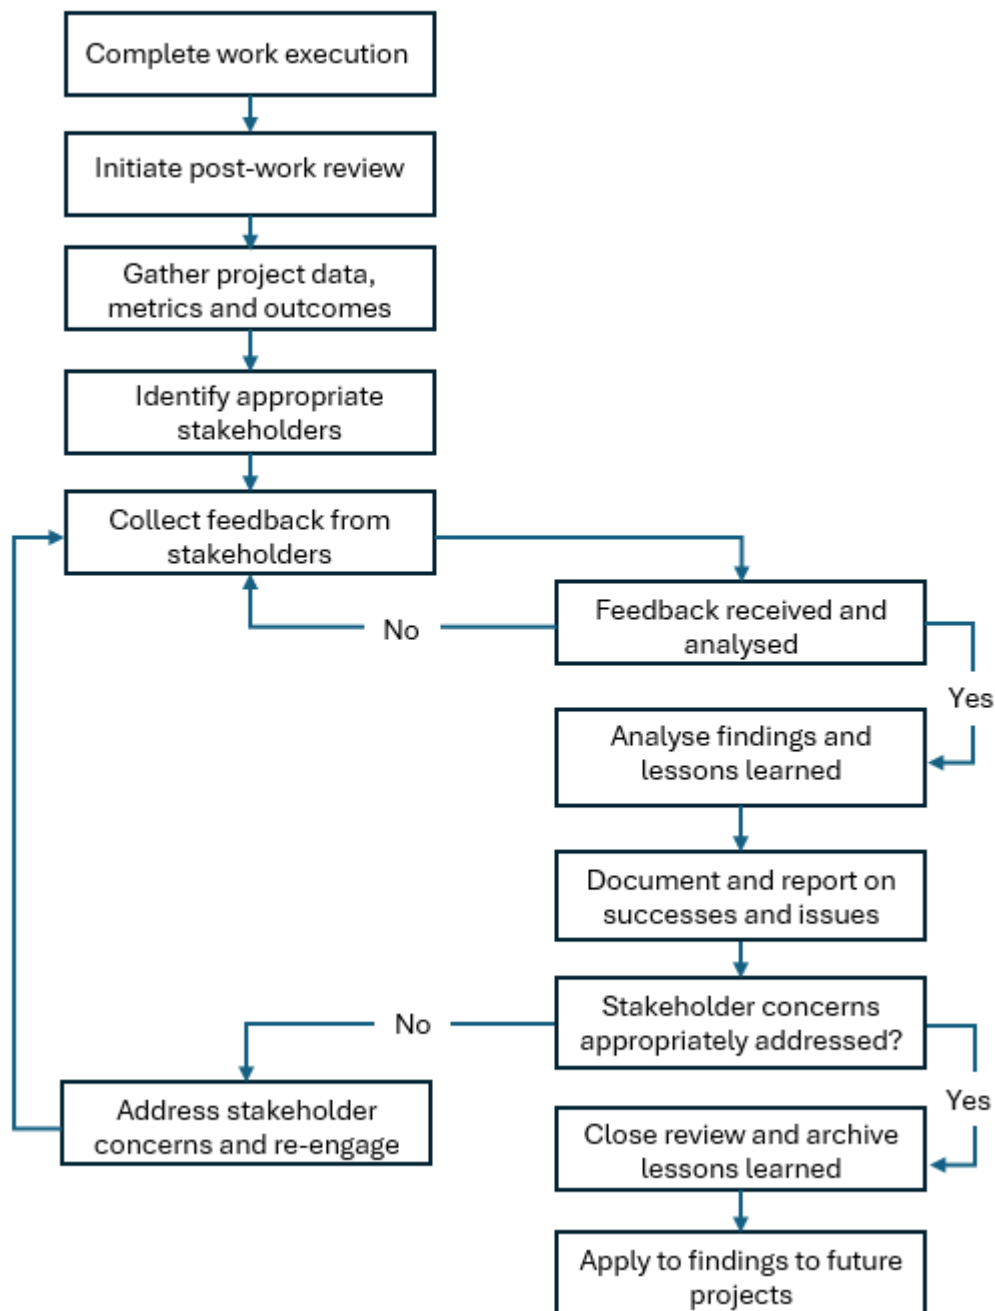 Complete work execution
Initiate post-work review
Gather project data,
metrics and outcomes
Identify appropriate
stakeholders
Collect feedback from
stakeholders
Feedback received and
analysed
No
Yes
Analyse findings and
lessons learned
Document and report on
successes and issues
Stakeholder concerns
appropriately addressed?
No
Yes
Address stakeholder
concerns and re-engage
Close review and archive
lessons learned
Apply to findings to future
projects